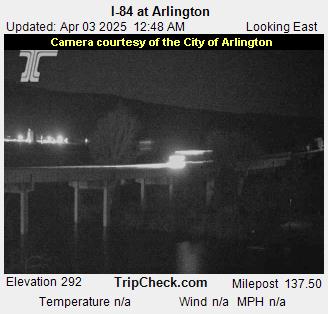 I-84 at Arlington
Updated: Apr 03 2025 12:48 AM Looking East
Camera courtesy of the City of Arlington
Elevation 292 TripCheck.com Milepost 137.50
Temperature n/a Wind n/a MPH n/a